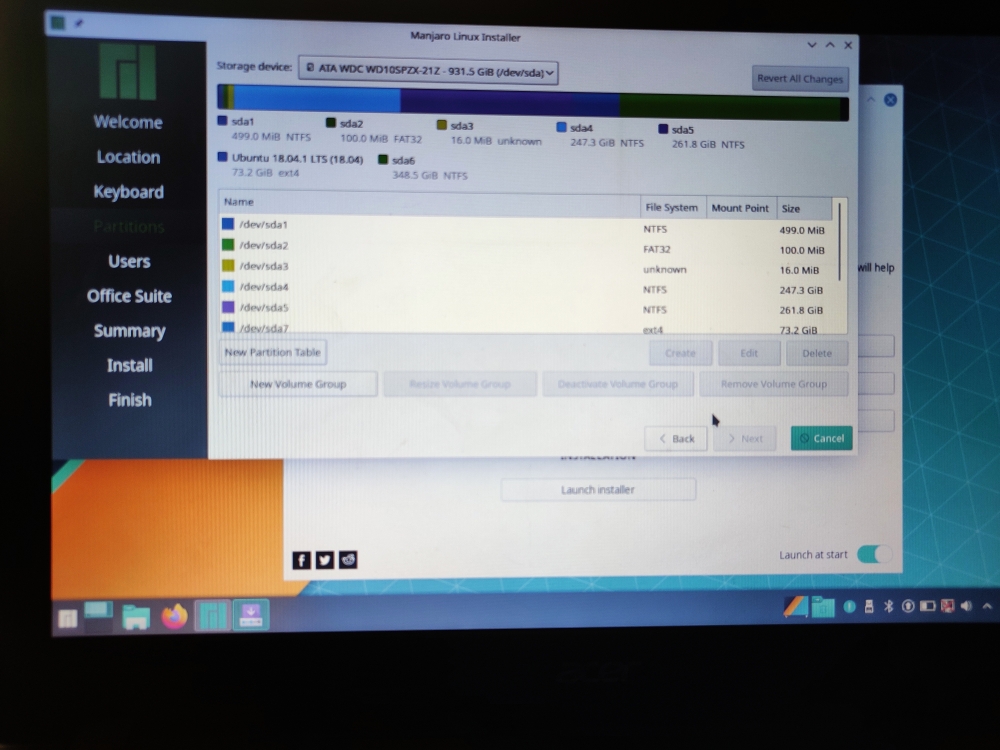 Manjaro Linux Installer
Storage device: ATA WDC WD10SPZX-21Z - 931.5 GiB (/dev/sda)
Revert All Changes
Welcome
Location
Keyboard
Partitions
Users
Office Suite
Summary
Install
Finish
sda1 sda2 sda3 sda4 sda5
499.0 MiB NTFS 100.0 MiB FAT32 16.0 MiB unknown 247.3 GiB NTFS 261.8 GiB NTFS
Ubuntu 18.04.1 LTS (18.04) sda6
73.2 GiB ext4 348.5 GiB NTFS
Name File System Mount Point Size
/dev/sda1 NTFS 499.0 MiB
/dev/sda2 FAT32 100.0 MiB
/dev/sda3 unknown 16.0 MiB
/dev/sda4 NTFS 247.3 GiB
/dev/sda5 NTFS 261.8 GiB
/dev/sda7 ext4 73.2 GiB
New Partition Table Create Edit Delete
New Volume Group Resize Volume Group Deactivate Volume Group Remove Volume Group
Back Next Cancel
will help
INSTALLATION
Launch installer
Launch at start